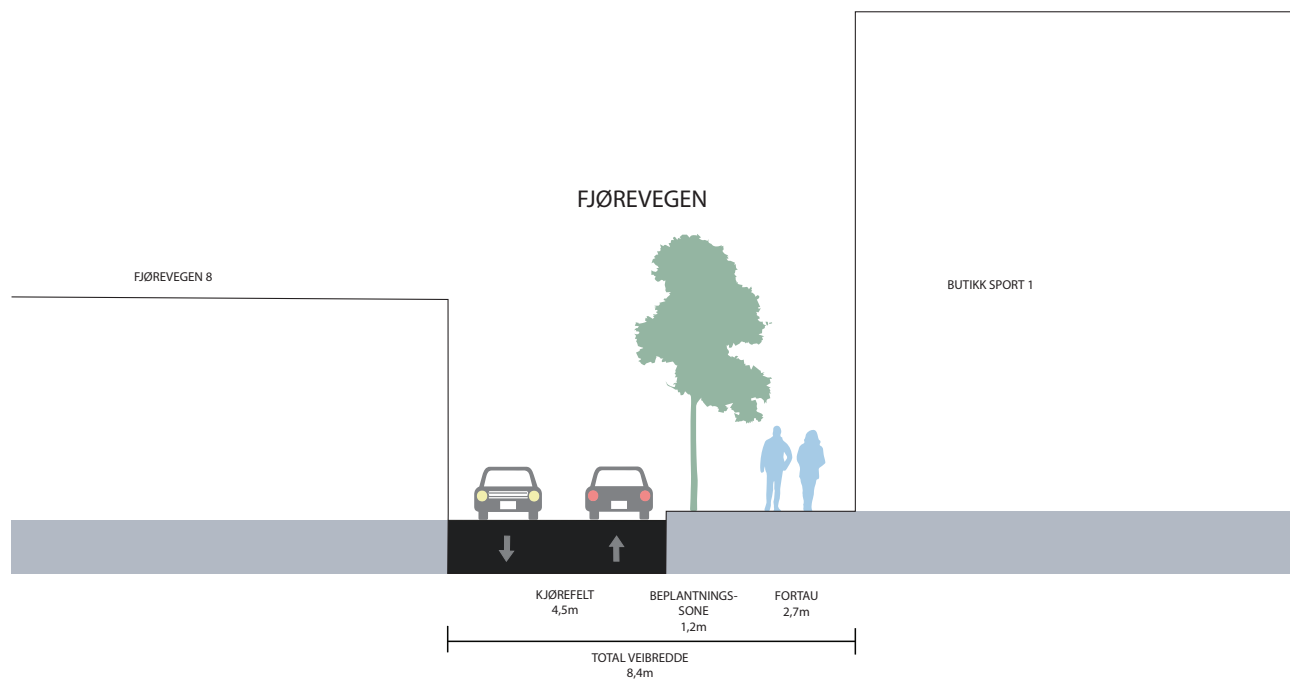 FJØREVEGEN
FJØREVEGEN 8
BUTIKK SPORT 1
KJØREFELT
4,5m
BEPLANTNINGS-
SONE
1,2m
FORTAU
2,7m
TOTAL VEIBREDDE
8,4m